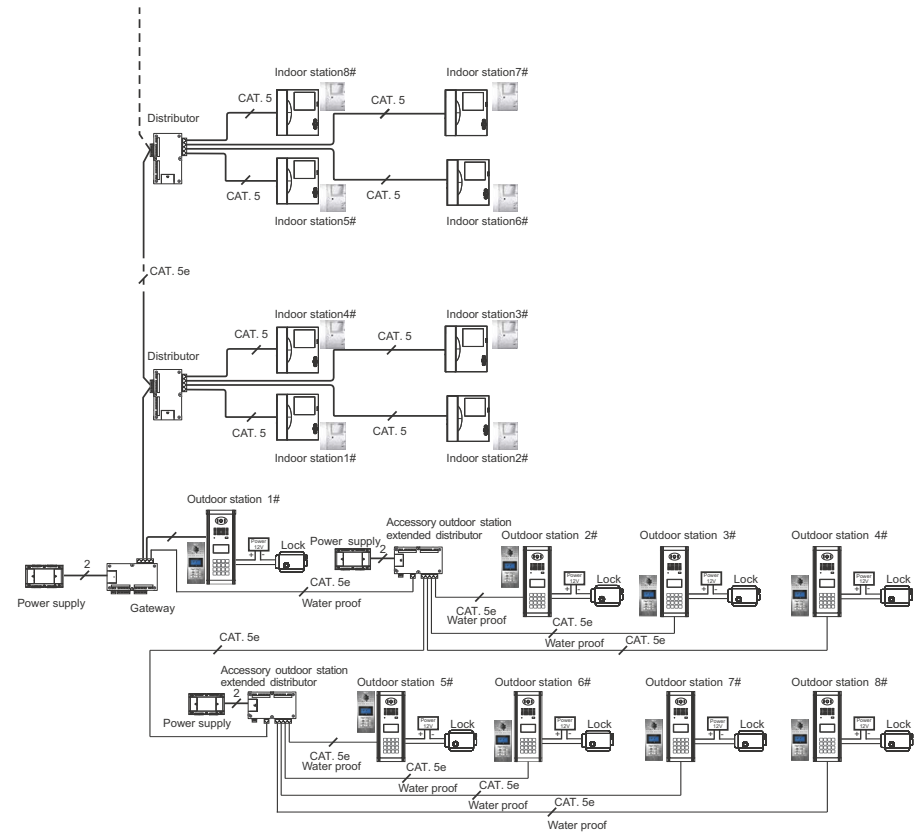 Indoor station8#
Indoor station7#
CAT. 5
CAT. 5
Distributor
CAT. 5
CAT. 5
Indoor station5#
Indoor station6#
CAT. 5e
Indoor station4#
Indoor station3#
CAT. 5
CAT. 5
Distributor
CAT. 5
CAT. 5
Indoor station1#
Indoor station2#
Outdoor station 1#
Power
12V
+ -
Lock
2
Power supply
Gateway
CAT. 5e
Water proof
Power supply
2
Accessory outdoor station
extended distributor
Outdoor station 2#
Outdoor station 3#
Outdoor station 4#
Power
12V
+ -
Lock
Power
12V
+ -
Lock
Power
12V
+ -
Lock
CAT. 5e
Water proof
CAT. 5e
Water proof
CAT. 5e
CAT. 5e
Accessory outdoor station
extended distributor
2
Power supply
Outdoor station 5#
Outdoor station 6#
Outdoor station 7#
Outdoor station 8#
Power
12V
+ -
Lock
Power
12V
+ -
Lock
Power
12V
+ -
Lock
Power
12V
+ -
Lock
CAT. 5e
Water proof
CAT. 5e
Water proof
CAT. 5e
Water proof
CAT. 5e
Water proof